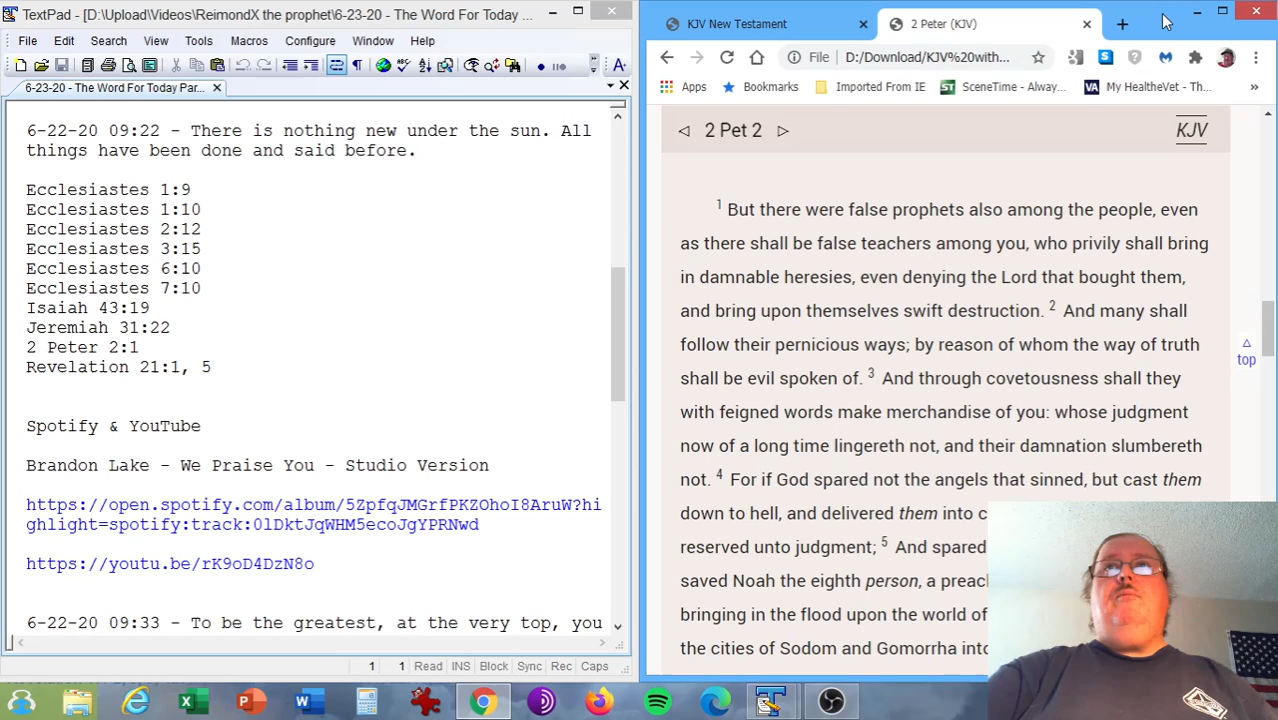 TextPad - [D:\Upload\Videos\ReimondX the prophet\6-23-20 - The Word For Today ...
File Edit Search View Tools Macros Configure Window Help
6-23-20 - The Word For Today Par...
6-22-20 09:22 - There is nothing new under the sun. All
things have been done and said before.
Ecclesiastes 1:9
Ecclesiastes 1:10
Ecclesiastes 2:12
Ecclesiastes 3:15
Ecclesiastes 6:10
Ecclesiastes 7:10
Isaiah 43:19
Jeremiah 31:22
2 Peter 2:1
Revelation 21:1, 5
Spotify & YouTube
Brandon Lake - We Praise You - Studio Version
https://open.spotify.com/album/5ZpfqJMGrfPKZOhoI8AruW?hi
ghlight=spotify:track:0lDktJqWHM5ecoJgYPRNwd
https://youtu.be/rK9oD4DzN8o
6-22-20 09:33 - To be the greatest, at the very top, you
1 1 Read INS Block Sync Rec Caps
KJV New Testament
2 Peter (KJV)
File D:/Download/KJV%20with...
Apps Bookmarks Imported From IE SceneTime - Alway... My HealtheVet - Th...
2 Pet 2
KJV
1 But there were false prophets also among the people, even
as there shall be false teachers among you, who privily shall bring
in damnable heresies, even denying the Lord that bought them,
and bring upon themselves swift destruction. 2 And many shall
follow their pernicious ways; by reason of whom the way of truth
shall be evil spoken of. 3 And through covetousness shall they
with feigned words make merchandise of you: whose judgment
now of a long time lingereth not, and their damnation slumbereth
not. 4 For if God spared not the angels that sinned, but cast them
down to hell, and delivered them into c
reserved unto judgment; 5 And spared
saved Noah the eighth person, a preac
bringing in the flood upon the world of
the cities of Sodom and Gomorrha into
top